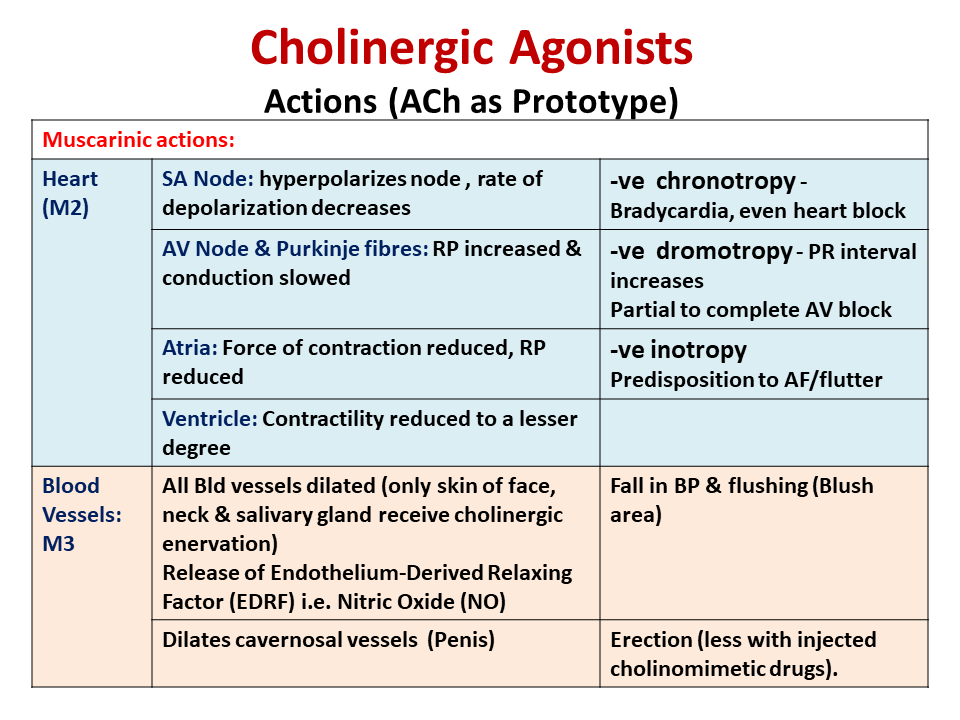 Cholinergic Agonists
Actions (ACh as Prototype)
Muscarinic actions:
Heart
(M2)
SA Node: hyperpolarizes node , rate of
depolarization decreases
-ve  chronotropy -
Bradycardia, even heart block
AV Node & Purkinje fibres: RP increased &
conduction slowed
-ve  dromotropy - PR interval
increases
Partial to complete AV block
Atria: Force of contraction reduced, RP
reduced
-ve inotropy
Predisposition to AF/flutter
Ventricle: Contractility reduced to a lesser
degree
Blood
Vessels:
M3
All Bld vessels dilated (only skin of face,
neck & salivary gland receive cholinergic
enervation)
Release of Endothelium-Derived Relaxing
Factor (EDRF) i.e. Nitric Oxide (NO)
Fall in BP & flushing (Blush
area)
Dilates cavernosal vessels  (Penis)
Erection (less with injected
cholinomimetic drugs).